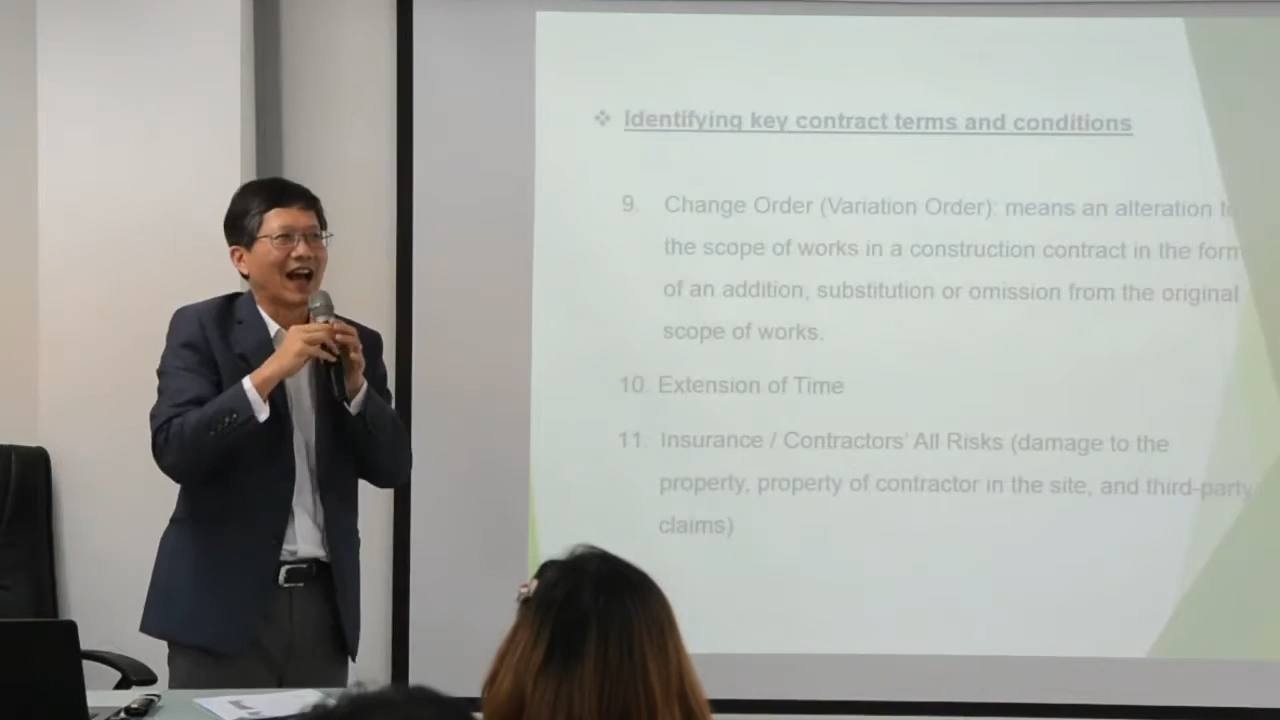 ❖ Identifying key contract terms and conditions
9. Change Order (Variation Order): means an alteration to
the scope of works in a construction contract in the form
of an addition, substitution or omission from the original
scope of works.
10. Extension of Time
11. Insurance / Contractors' All Risks (damage to the
property, property of contractor in the site, and third-party
claims)